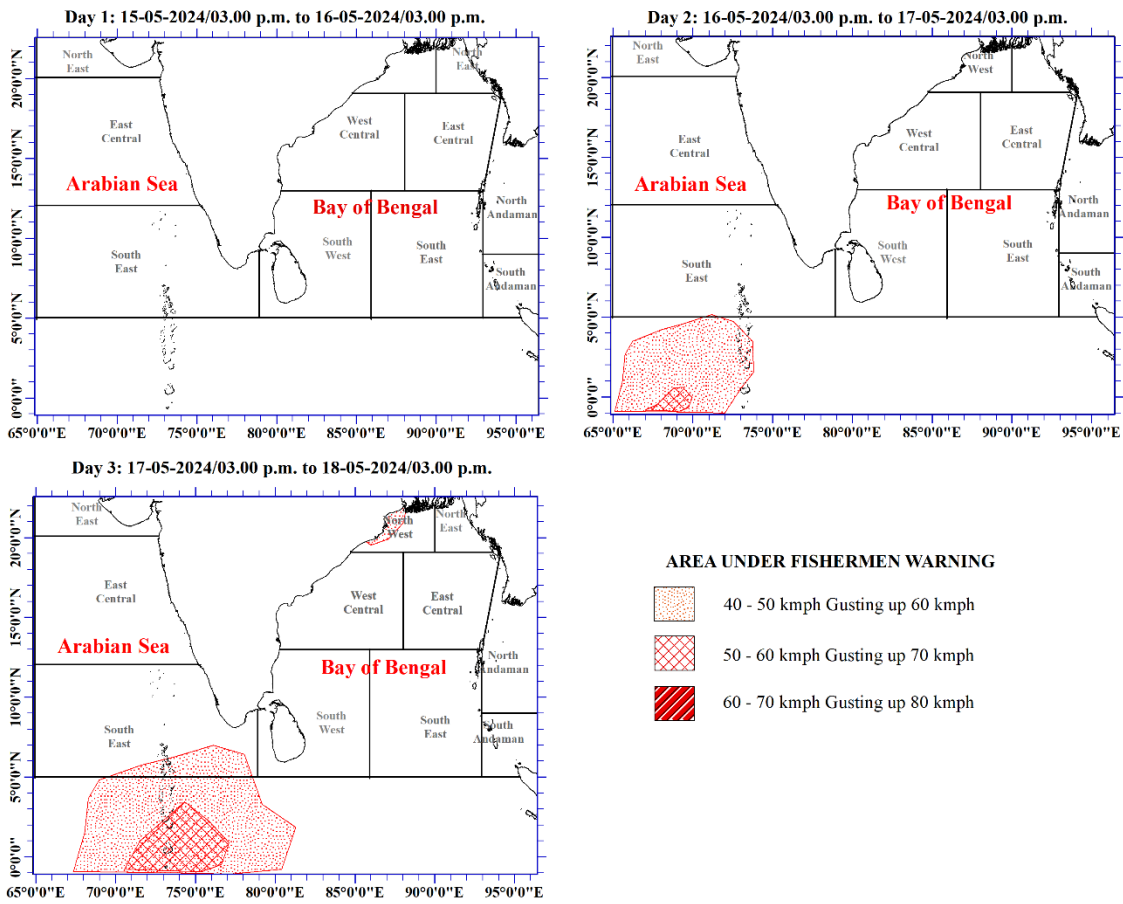 Day 1: 15-05-2024/03.00 p.m. to 16-05-2024/03.00 p.m.
North
East
North
East
West
Central
East
Central
East
Central
Arabian Sea
Bay of Bengal
North
Andaman
South
East
South
West
South
East
South
Andaman
20°0'0"N
15°0'0"N
10°0'0"N
5°0'0"N
0°0'0"
65°0'0"E 70°0'0"E 75°0'0"E 80°0'0"E 85°0'0"E 90°0'0"E 95°0'0"E
Day 2: 16-05-2024/03.00 p.m. to 17-05-2024/03.00 p.m.
North
East
North
West
East
Central
West
Central
East
Central
Arabian Sea
Bay of Bengal
North
Andaman
South
East
South
West
South
East
South
Andaman
20°0'0"N
15°0'0"N
10°0'0"N
5°0'0"N
0°0'0"
65°0'0"E 70°0'0"E 75°0'0"E 80°0'0"E 85°0'0"E 90°0'0"E 95°0'0"E
Day 3: 17-05-2024/03.00 p.m. to 18-05-2024/03.00 p.m.
North
East
North
West
North
East
East
Central
West
Central
East
Central
Arabian Sea
Bay of Bengal
North
Andaman
South
East
South
West
South
East
South
Andaman
20°0'0"N
15°0'0"N
10°0'0"N
5°0'0"N
0°0'0"
65°0'0"E 70°0'0"E 75°0'0"E 80°0'0"E 85°0'0"E 90°0'0"E 95°0'0"E
AREA UNDER FISHERMEN WARNING
40 - 50 kmph Gusting up 60 kmph
50 - 60 kmph Gusting up 70 kmph
60 - 70 kmph Gusting up 80 kmph